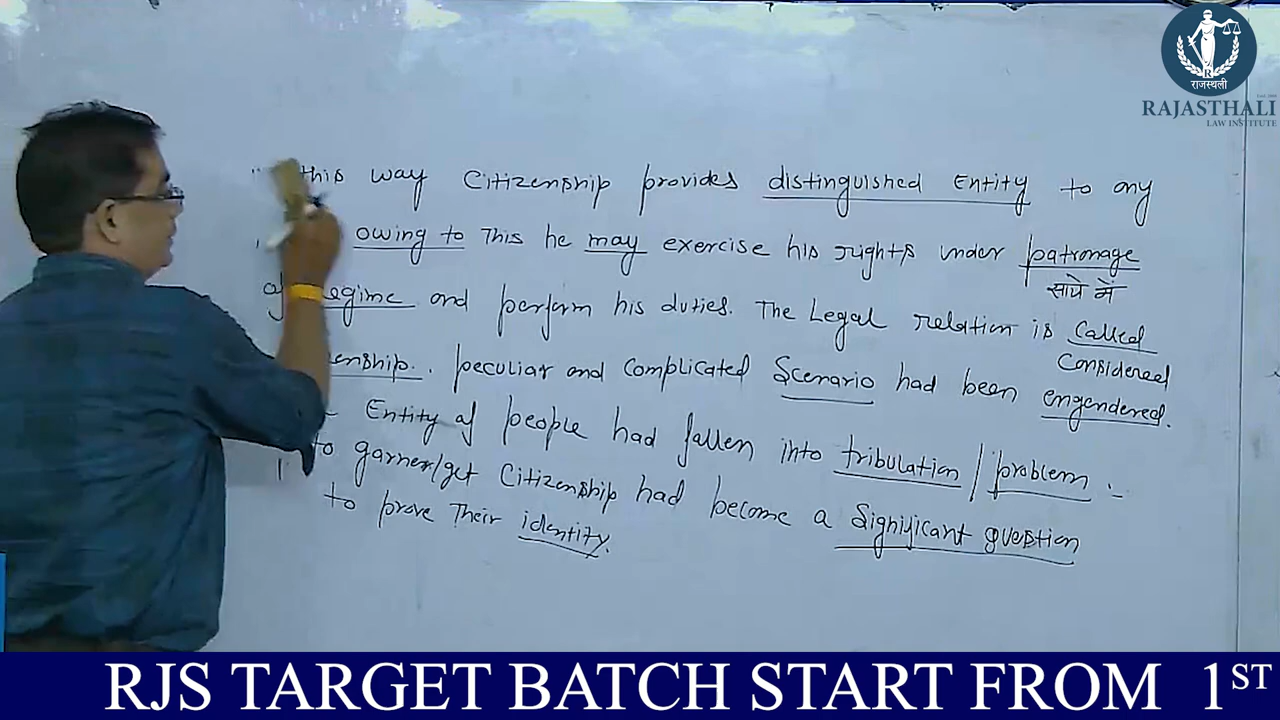 राजस्थली
RAJASTHALI
LAW INSTITUTE
this way Citizenship provides distinguished Entity to any
owing to This he may exercise his rights under patronage
साये में
of regime and perform his duties. The Legal relation is called
Considered
enship. Peculiar and complicated Scenario had been engendered.
Entity of people had fallen into tribulation / problem :-
to garner/get Citizenship had become a significant question
to prove Their identity.
RJS TARGET BATCH START FROM 1ST